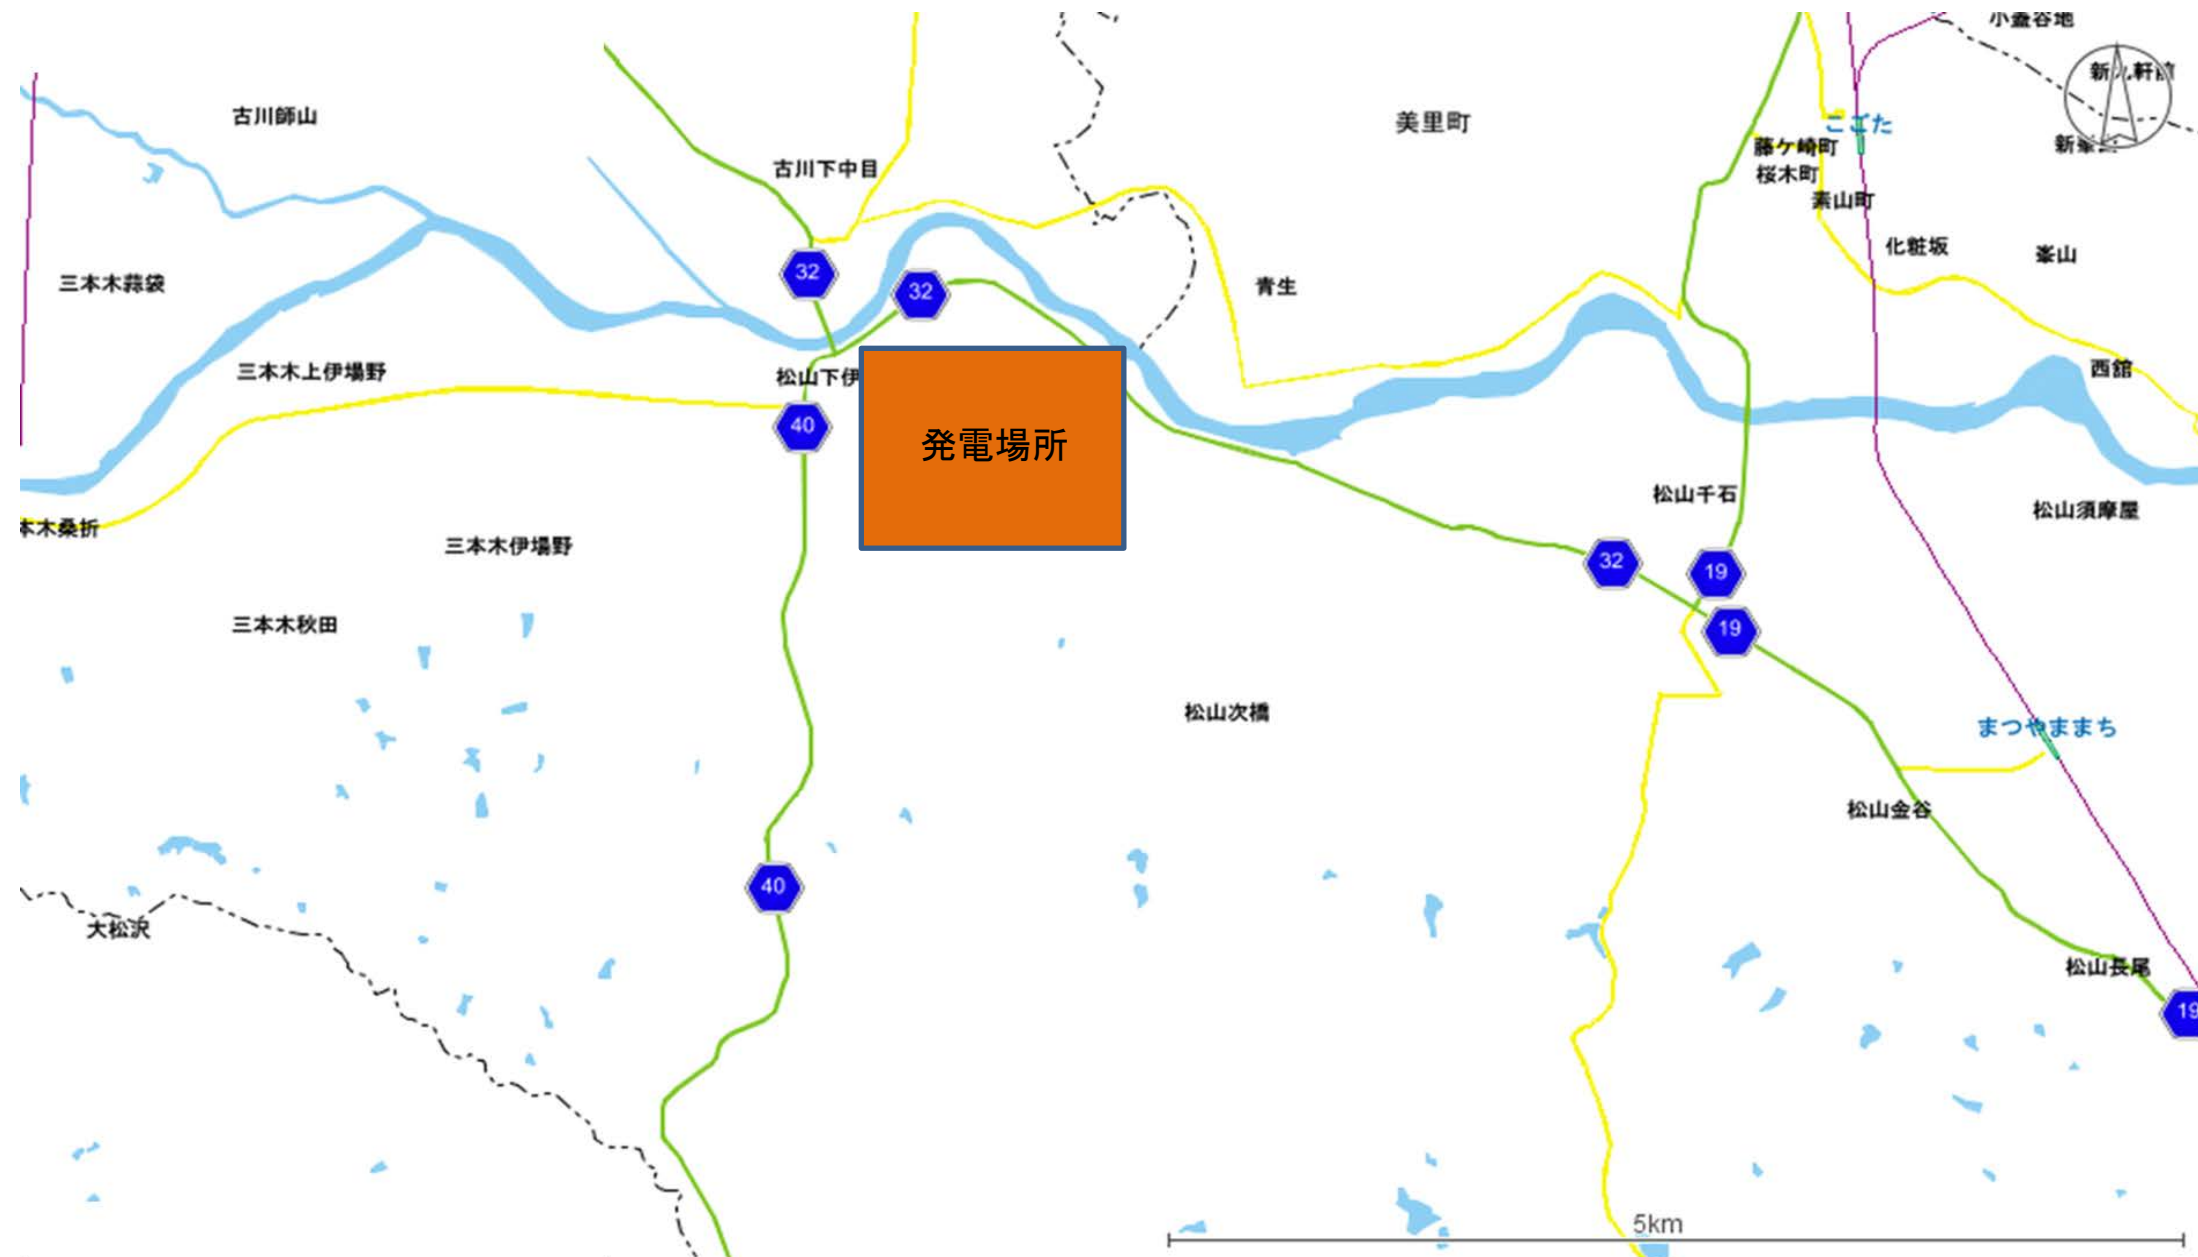 小蓋谷地
新九軒前
古川師山
美里町
こごた
藤ケ崎町
新峯山
古川下中目
桜木町
素山町
化粧坂
峯山
32
三本木蒜袋
青生
32
三本木上伊場野
松山下伊
西舘
40
発電場所
松山千石
松山須摩屋
本木桑折
三本木伊場野
32
19
三本木秋田
19
松山次橋
まつやままち
松山金谷
40
大松沢
松山長尾
19
5km